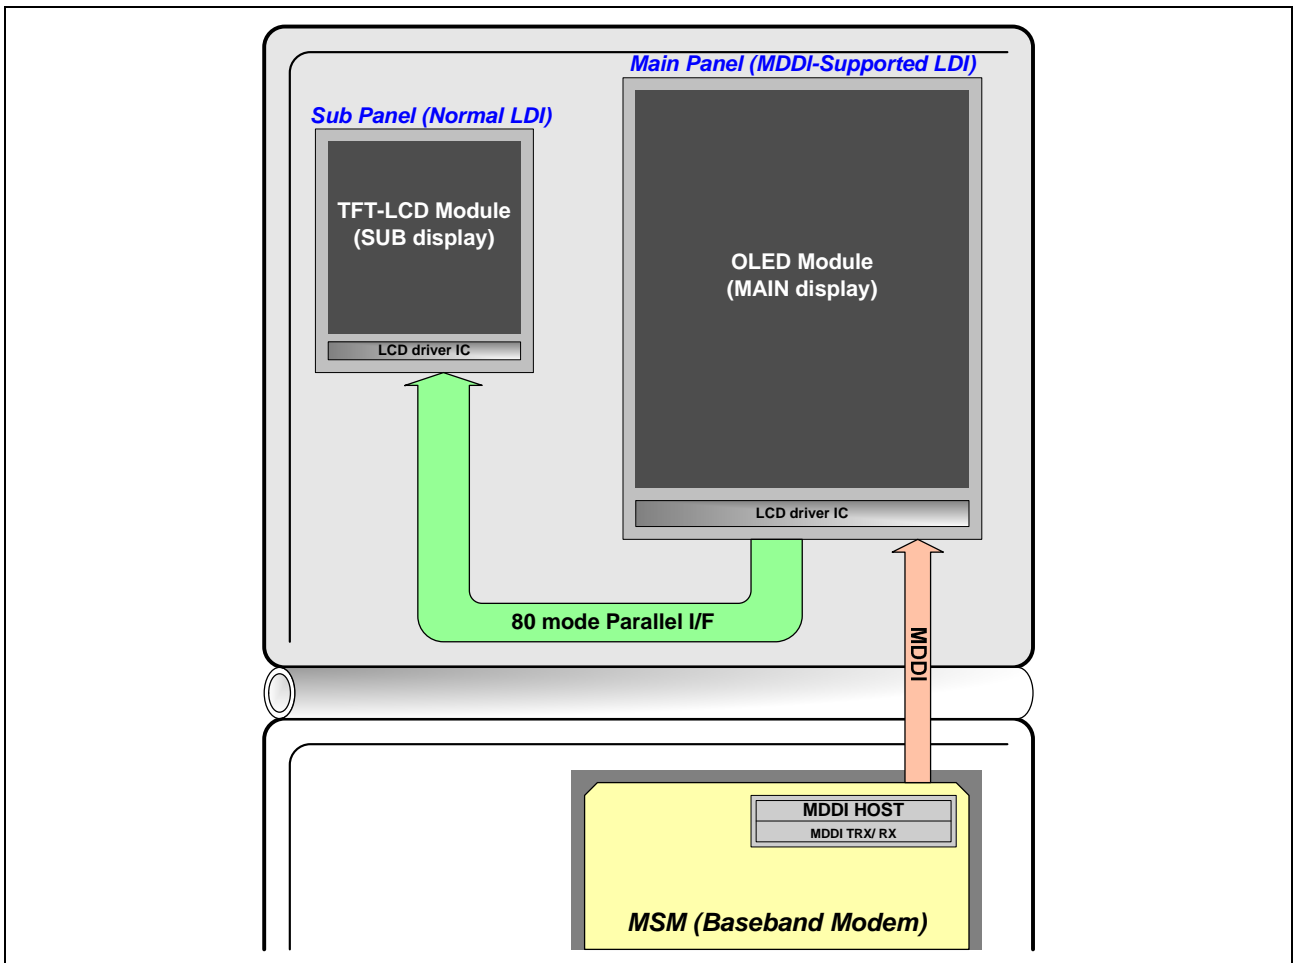 Main Panel (MDDI-Supported LDI)
Sub Panel (Normal LDI)
TFT-LCD Module
(SUB display)
LCD driver IC
OLED Module
(MAIN display)
LCD driver IC
80 mode Parallel I/F
MDDI
MDDI HOST
MDDI TRX/ RX
MSM (Baseband Modem)